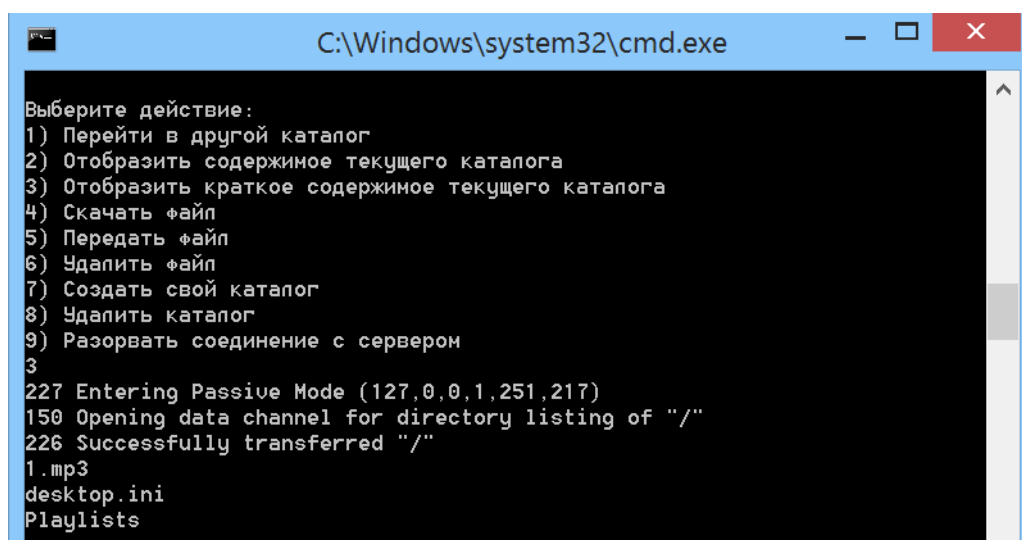 C:\Windows\system32\cmd.exe
Выберите действие:
1) Перейти в другой каталог
2) Отобразить содержимое текущего каталога
3) Отобразить краткое содержимое текущего каталога
4) Скачать файл
5) Передать файл
6) Удалить файл
7) Создать свой каталог
8) Удалить каталог
9) Разорвать соединение с сервером
3
227 Entering Passive Mode (127,0,0,1,251,217)
150 Opening data channel for directory listing of "/"
226 Successfully transferred "/"
1.mp3
desktop.ini
Playlists